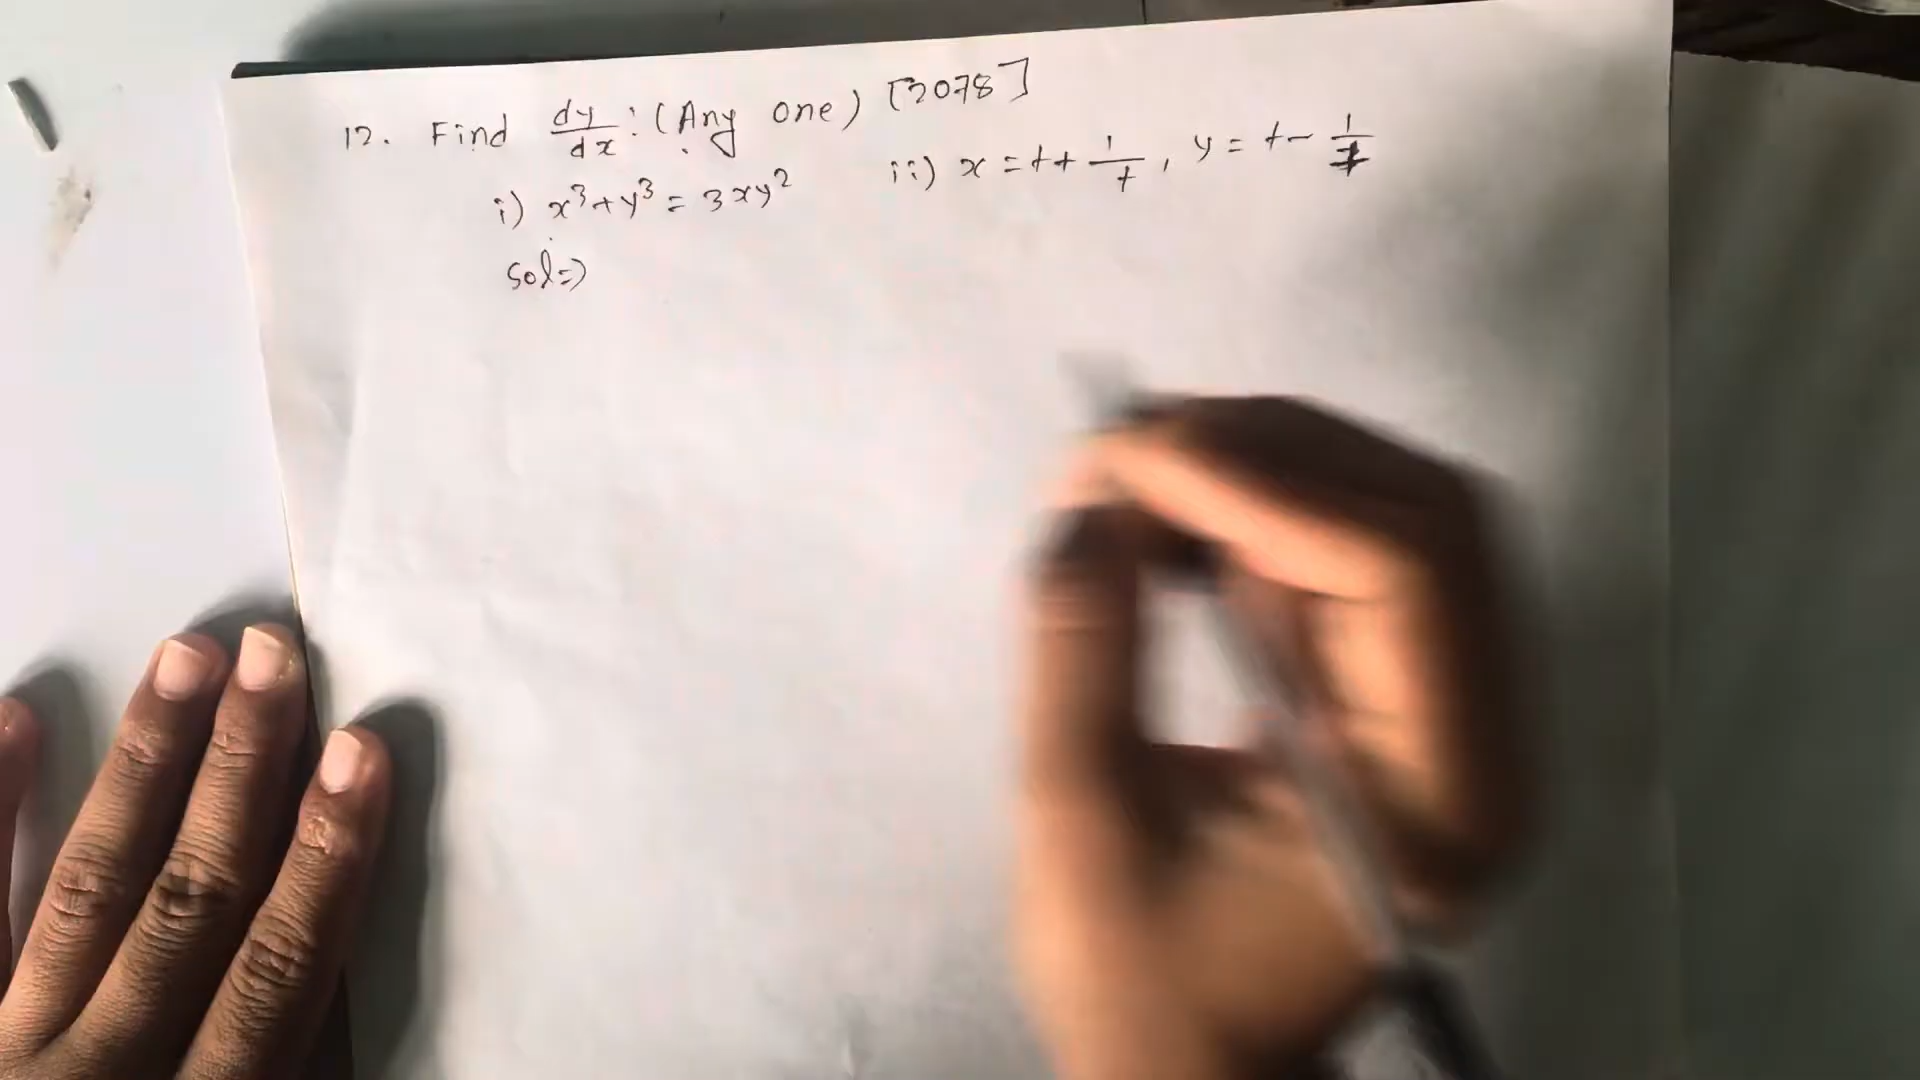 12. Find dy/dx : (Any one) [2078]
i) x³+y³ = 3xy² ii) x = t + 1/t , y = t - 1/t
sol=>